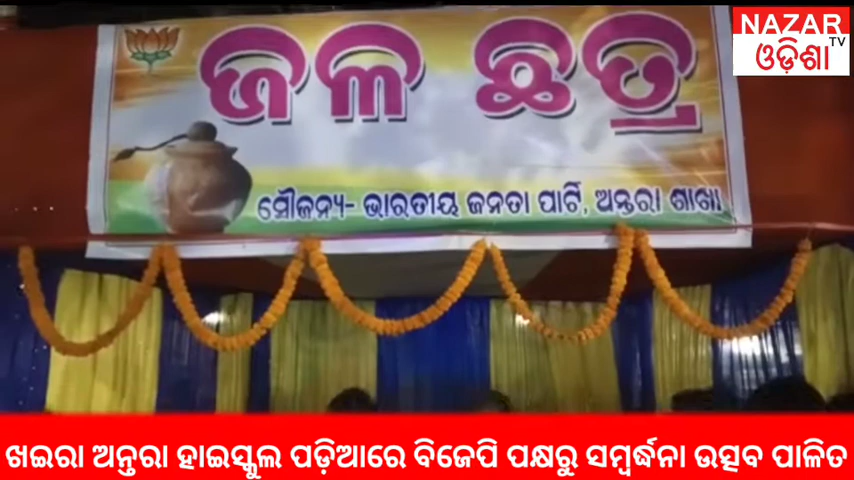 NAZAR
ଓଡ଼ିଶା TV
ଜଳ ଛତ୍ର
ସୌଜନ୍ୟ- ଭାରତୀୟ ଜନତା ପାର୍ଟି, ଅନ୍ତରା ଶାଖା
ଖଇରା ଅନ୍ତରା ହାଇସ୍କୁଲ ପଡ଼ିଆରେ ବିଜେପି ପକ୍ଷରୁ ସମ୍ବର୍ଦ୍ଧନା ଉତ୍ସବ ପାଳିତ